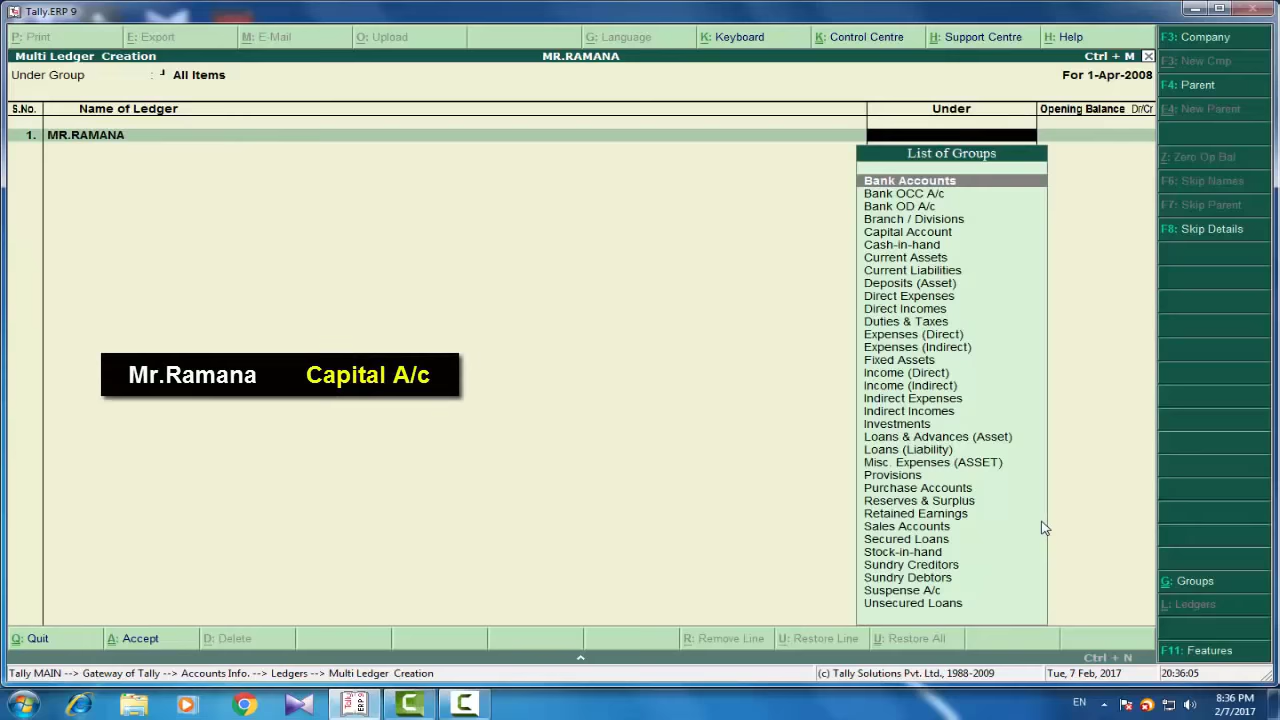 Tally.ERP 9
P: Print E: Export M: E-Mail O: Upload G: Language K: Keyboard K: Control Centre H: Support Centre H: Help
Multi Ledger Creation MR.RAMANA Ctrl + M
Under Group : All Items For 1-Apr-2008
S.No. Name of Ledger Under Opening Balance Dr/Cr
1. MR.RAMANA
List of Groups
Bank Accounts
Bank OCC A/c
Bank OD A/c
Branch / Divisions
Capital Account
Cash-in-hand
Current Assets
Current Liabilities
Deposits (Asset)
Direct Expenses
Direct Incomes
Duties & Taxes
Expenses (Direct)
Expenses (Indirect)
Fixed Assets
Income (Direct)
Income (Indirect)
Indirect Expenses
Indirect Incomes
Investments
Loans & Advances (Asset)
Loans (Liability)
Misc. Expenses (ASSET)
Provisions
Purchase Accounts
Reserves & Surplus
Retained Earnings
Sales Accounts
Secured Loans
Stock-in-hand
Sundry Creditors
Sundry Debtors
Suspense A/c
Unsecured Loans
Mr.Ramana Capital A/c
F3: Company
F3: New Cmp
F4: Parent
F4: New Parent
Z: Zero Op Bal
F6: Skip Names
F7: Skip Parent
F8: Skip Details
G: Groups
L: Ledgers
F11: Features
Q: Quit A: Accept D: Delete R: Remove Line U: Restore Line U: Restore All
Ctrl + N
Tally MAIN --> Gateway of Tally --> Accounts Info. --> Ledgers --> Multi Ledger Creation (c) Tally Solutions Pvt. Ltd., 1988-2009 Tue, 7 Feb, 2017 20:36:05
EN 8:36 PM
2/7/2017